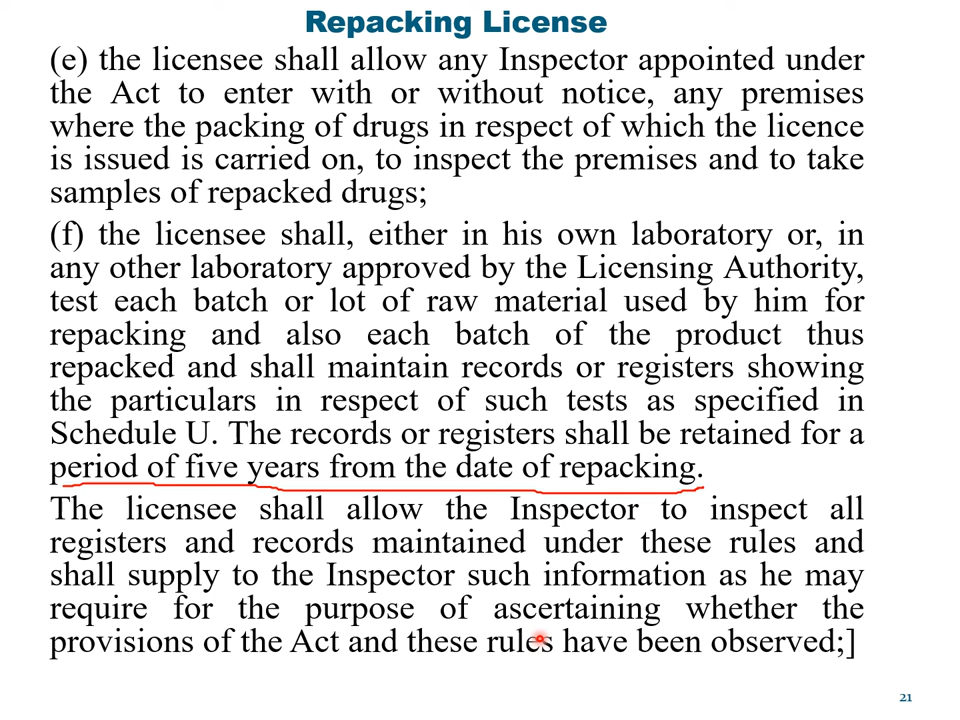 Repacking License
(e) the licensee shall allow any Inspector appointed under
the Act to enter with or without notice, any premises
where the packing of drugs in respect of which the licence
is issued is carried on, to inspect the premises and to take
samples of repacked drugs;
(f) the licensee shall, either in his own laboratory or, in
any other laboratory approved by the Licensing Authority,
test each batch or lot of raw material used by him for
repacking and also each batch of the product thus
repacked and shall maintain records or registers showing
the particulars in respect of such tests as specified in
Schedule U. The records or registers shall be retained for a
period of five years from the date of repacking.
The licensee shall allow the Inspector to inspect all
registers and records maintained under these rules and
shall supply to the Inspector such information as he may
require for the purpose of ascertaining whether the
provisions of the Act and these rules have been observed;]
21